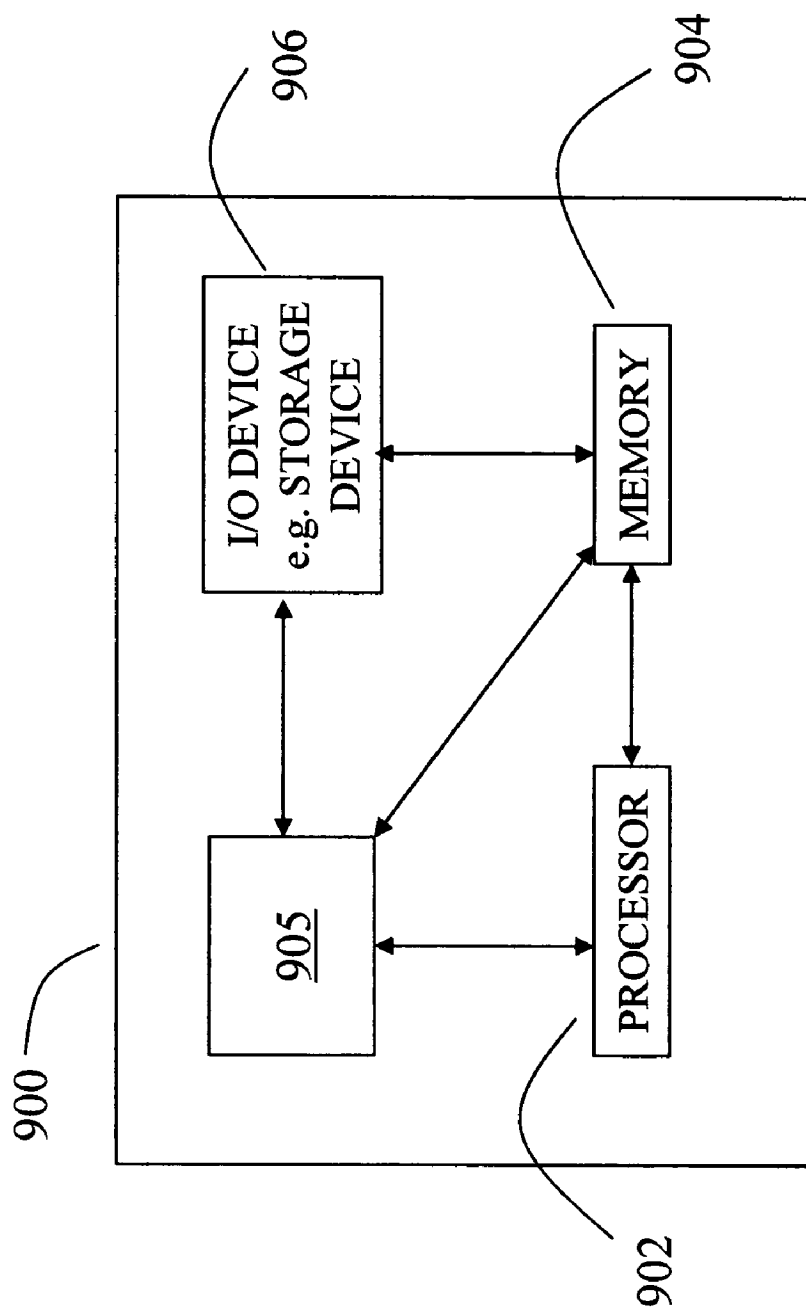 900
906
I/O DEVICE
e.g. STORAGE
DEVICE
905
904
MEMORY
PROCESSOR
902